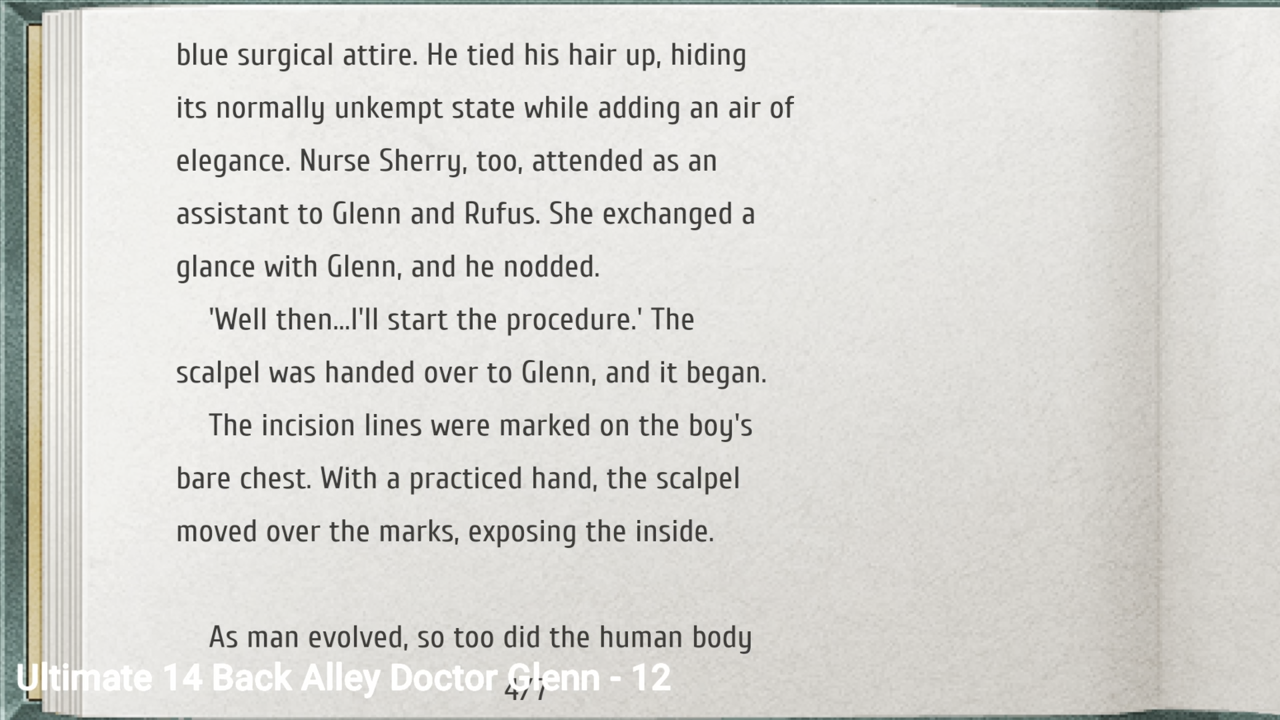 blue surgical attire. He tied his hair up, hiding
its normally unkempt state while adding an air of
elegance. Nurse Sherry, too, attended as an
assistant to Glenn and Rufus. She exchanged a
glance with Glenn, and he nodded.
'Well then...I'll start the procedure.' The
scalpel was handed over to Glenn, and it began.
The incision lines were marked on the boy's
bare chest. With a practiced hand, the scalpel
moved over the marks, exposing the inside.
As man evolved, so too did the human body
Ultimate 14 Back Alley Doctor Glenn - 12
4/7